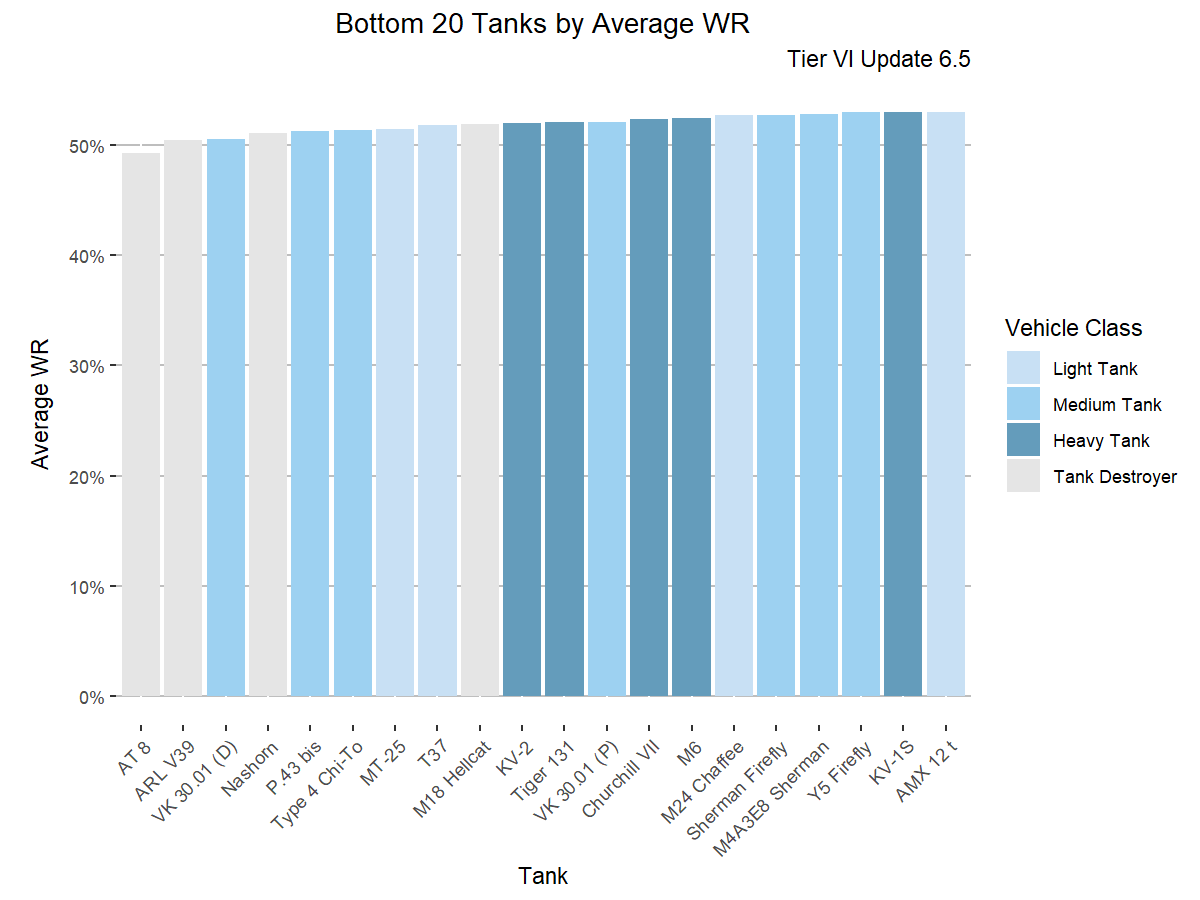 Bottom 20 Tanks by Average WR
Tier VI Update 6.5
Average WR
50%
40%
30%
20%
10%
0%
AT 8
ARL V39
VK 30.01 (D)
Nashorn
P.43 bis
Type 4 Chi-To
MT-25
T37
M18 Hellcat
KV-2
Tiger 131
VK 30.01 (P)
Churchill VII
M6
M24 Chaffee
Sherman Firefly
M4A3E8 Sherman
Y5 Firefly
KV-1S
AMX 12 t
Tank
Vehicle Class
Light Tank
Medium Tank
Heavy Tank
Tank Destroyer